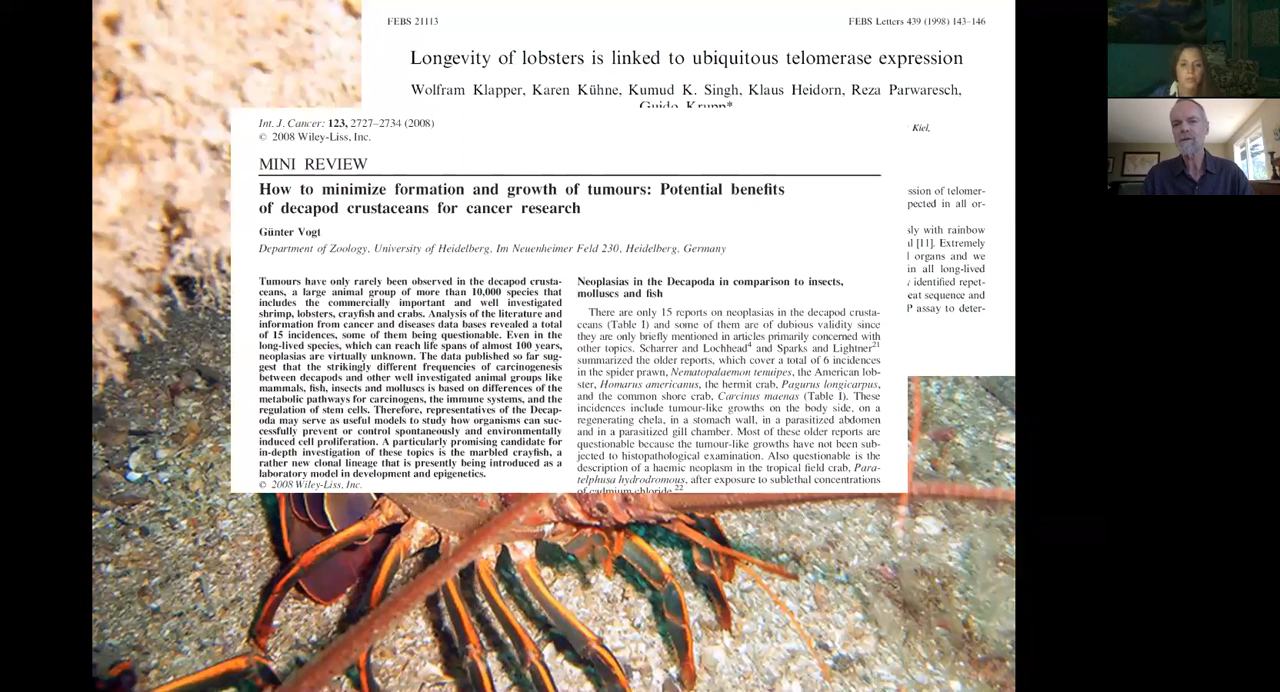 FEBS 21113
FEBS Letters 439 (1998) 143-146
Longevity of lobsters is linked to ubiquitous telomerase expression
Wolfram Klapper, Karen Kühne, Kumud K. Singh, Klaus Heidorn, Reza Parwaresch,
Guido Krupp*
Kiel,
Int. J. Cancer: 123, 2727–2734 (2008)
© 2008 Wiley-Liss, Inc.
MINI REVIEW
How to minimize formation and growth of tumours: Potential benefits
of decapod crustaceans for cancer research
Günter Vogt
Department of Zoology, University of Heidelberg, Im Neuenheimer Feld 230, Heidelberg, Germany
Tumours have only rarely been observed in the decapod crusta-
ceans, a large animal group of more than 10,000 species that
includes the commercially important and well investigated
shrimp, lobsters, crayfish and crabs. Analysis of the literature and
information from cancer and diseases data bases revealed a total
of 15 incidences, some of them being questionable. Even in the
long-lived species, which can reach life spans of almost 100 years,
neoplasias are virtually unknown. The data published so far sug-
gest that the strikingly different frequencies of carcinogenesis
between decapods and other well investigated animal groups like
mammals, fish, insects and molluscs is based on differences of the
metabolic pathways for carcinogens, the immune systems, and the
regulation of stem cells. Therefore, representatives of the Decap-
oda may serve as useful models to study how organisms can suc-
cessfully prevent or control spontaneously and environmentally
induced cell proliferation. A particularly promising candidate for
in-depth investigation of these topics is the marbled crayfish, a
rather new clonal lineage that is presently being introduced as a
laboratory model in development and epigenetics.
© 2008 Wiley-Liss, Inc.
Neoplasias in the Decapoda in comparison to insects,
molluscs and fish
There are only 15 reports on neoplasias in the decapod crusta-
ceans (Table I) and some of them are of dubious validity since
they are only briefly mentioned in articles primarily concerned with
other topics. Scharrer and Lochhead4 and Sparks and Lightner21
summarized the older reports, which cover a total of 6 incidences
in the spider prawn, Nematopalaemon tenuipes, the American lob-
ster, Homarus americanus, the hermit crab, Pagurus longicarpus,
and the common shore crab, Carcinus maenas (Table I). These
incidences include tumour-like growths on the body side, on a
regenerating chela, in a stomach wall, in a parasitized abdomen
and in a parasitized gill chamber. Most of these older reports are
questionable because the tumour-like growths have not been sub-
jected to histopathological examination. Also questionable is the
description of a haemic neoplasm in the tropical field crab, Para-
telphusa hydrodromous, after exposure to sublethal concentrations
of cadmium chloride.22
ssion of telomer-
pected in all or-
sly with rainbow
al [11]. Extremely
organs and we
in all long-lived
identified repet-
eat sequence and
P assay to deter-